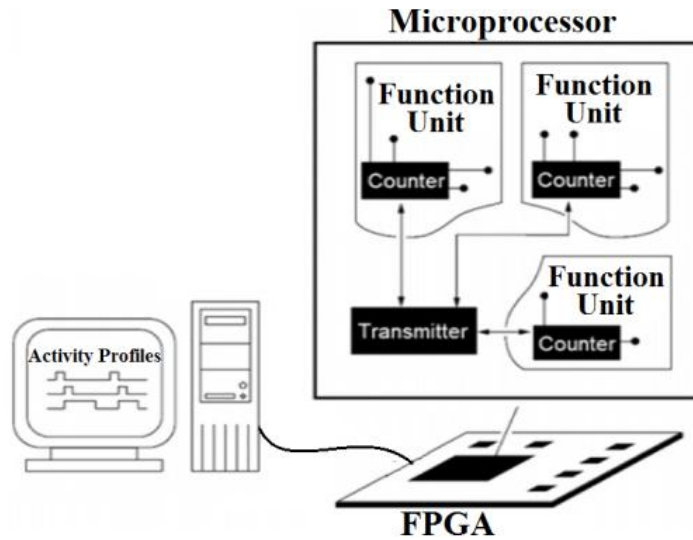 Microprocessor
Function
Unit
Counter
Function
Unit
Counter
Function
Unit
Counter
Transmitter
Activity Profiles
FPGA